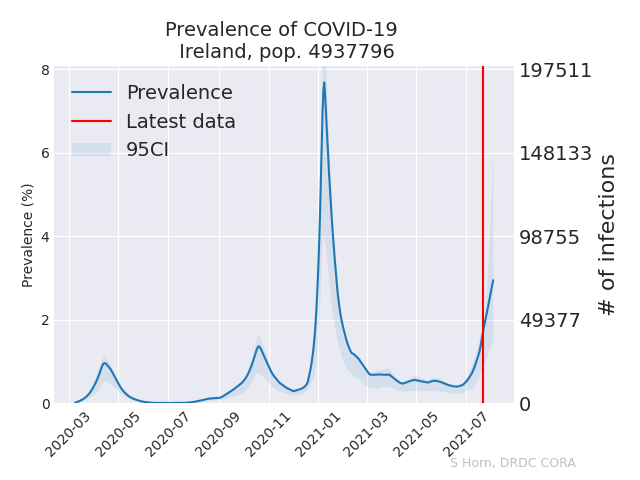 Prevalence of COVID-19
Ireland, pop. 4937796
Prevalence
Latest data
95CI
Prevalence (%)
8
6
4
2
0
197511
148133
98755
49377
0
# of infections
2020-03
2020-05
2020-07
2020-09
2020-11
2021-01
2021-03
2021-05
2021-07
S Horn, DRDC CORA